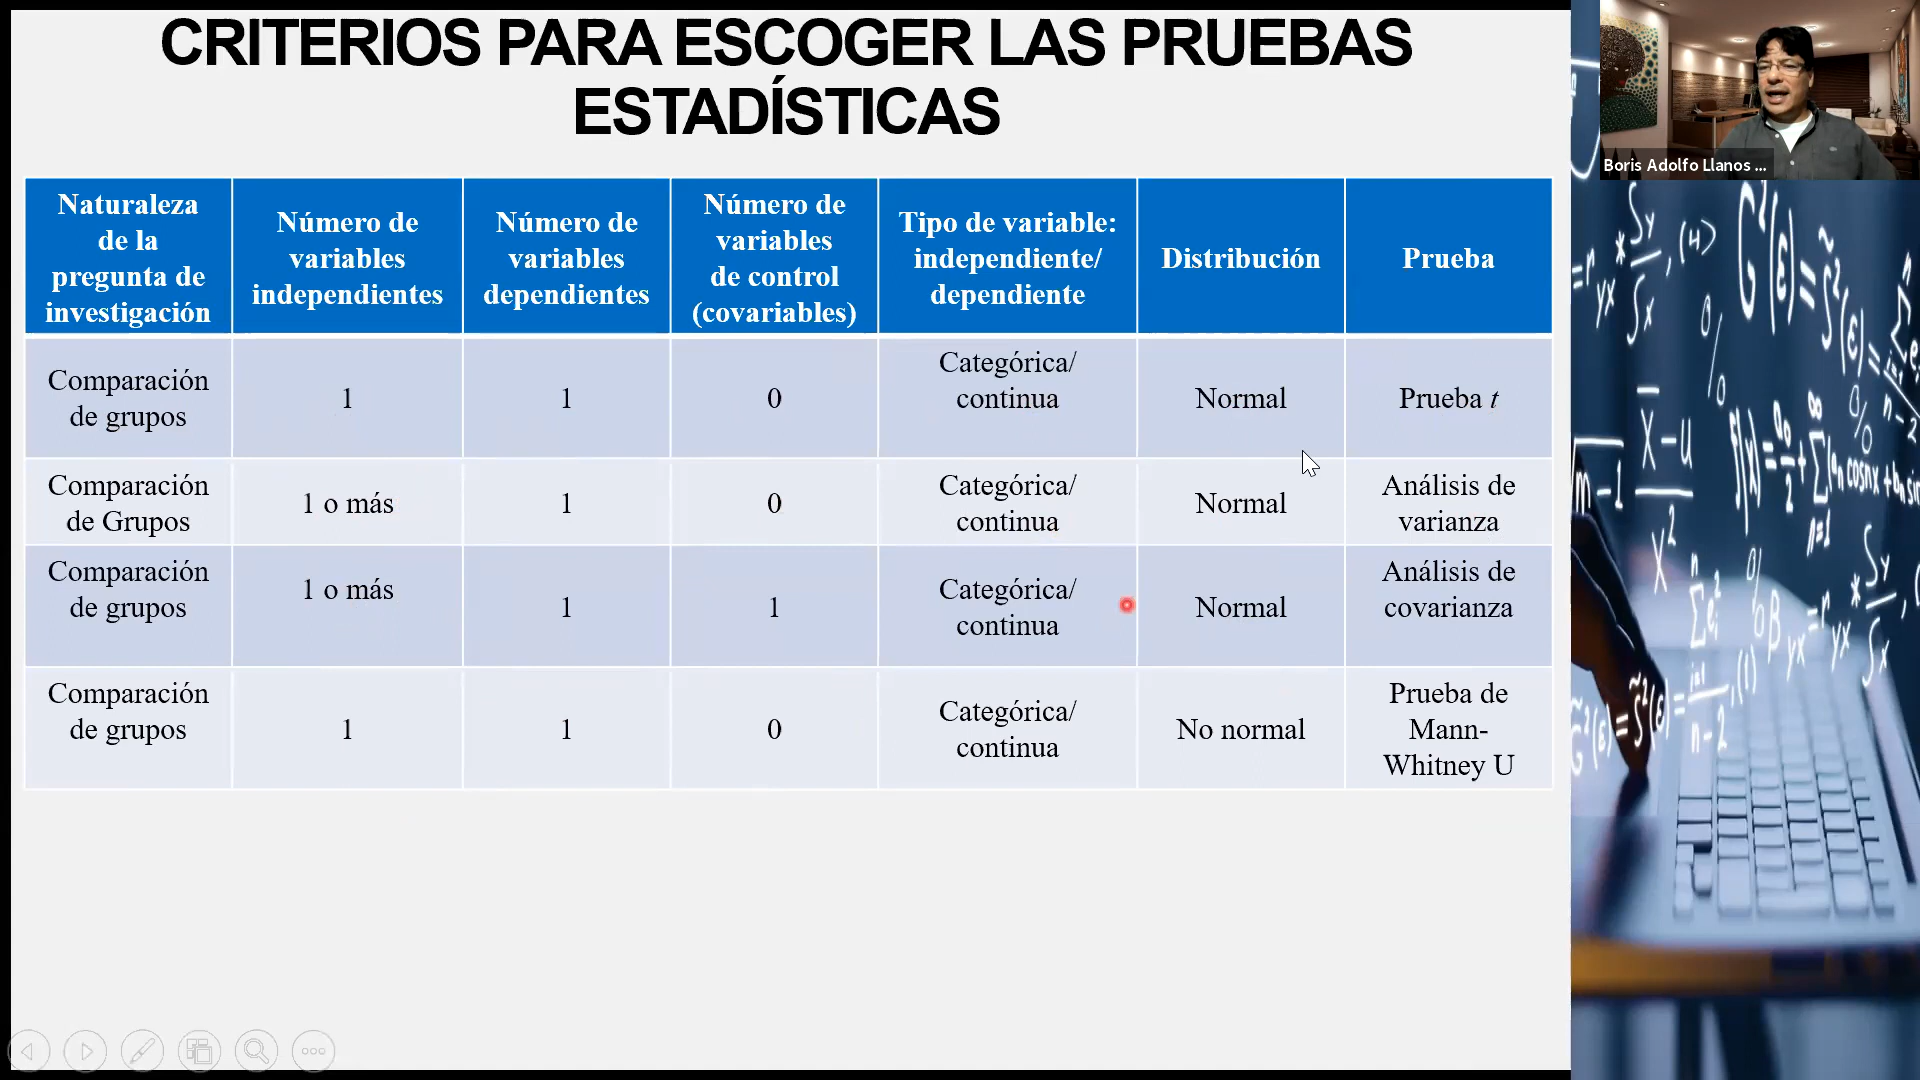 CRITERIOS PARA ESCOGER LAS PRUEBAS
ESTADÍSTICAS
Boris Adolfo Llanos ...
Naturaleza
de la
pregunta de
investigación
Número de
variables
independientes
Número de
variables
dependientes
Número de
variables
de control
(covariables)
Tipo de variable:
independiente/
dependiente
Distribución
Prueba
Comparación
de grupos
1
1
0
Categórica/
continua
Normal
Prueba t
Comparación
de Grupos
1 o más
1
0
Categórica/
continua
Normal
Análisis de
varianza
Comparación
de grupos
1 o más
1
1
Categórica/
continua
Normal
Análisis de
covarianza
Comparación
de grupos
1
1
0
Categórica/
continua
No normal
Prueba de
Mann-
Whitney U